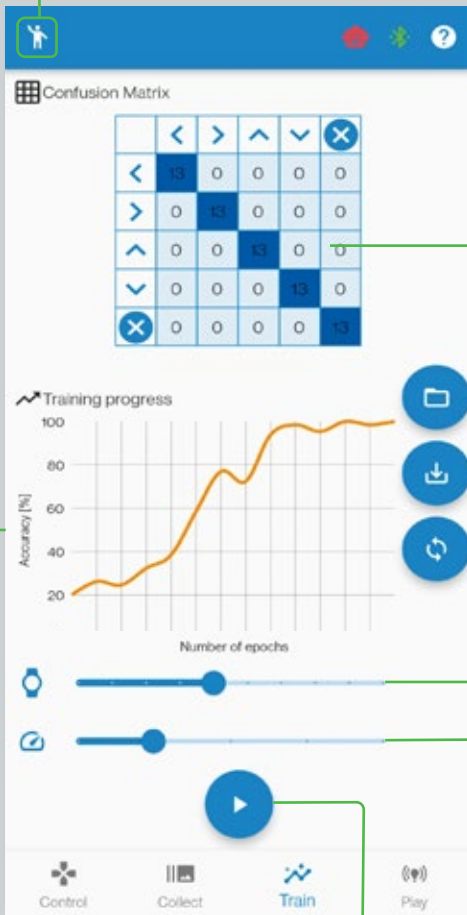 Confusion Matrix
13 0 0 0 0
0 13 0 0 0
0 0 13 0 0
0 0 0 13 0
0 0 0 0 13
Training progress
100
80
60
40
20
Accuracy [%]
Number of epochs
Control Collect Train Play